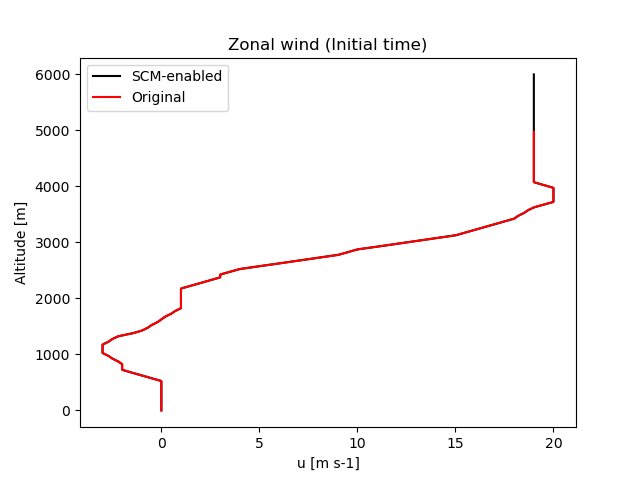 Zonal wind (Initial time)
SCM-enabled
Original
6000
5000
4000
3000
2000
1000
0
Altitude [m]
0 5 10 15 20
u [m s-1]